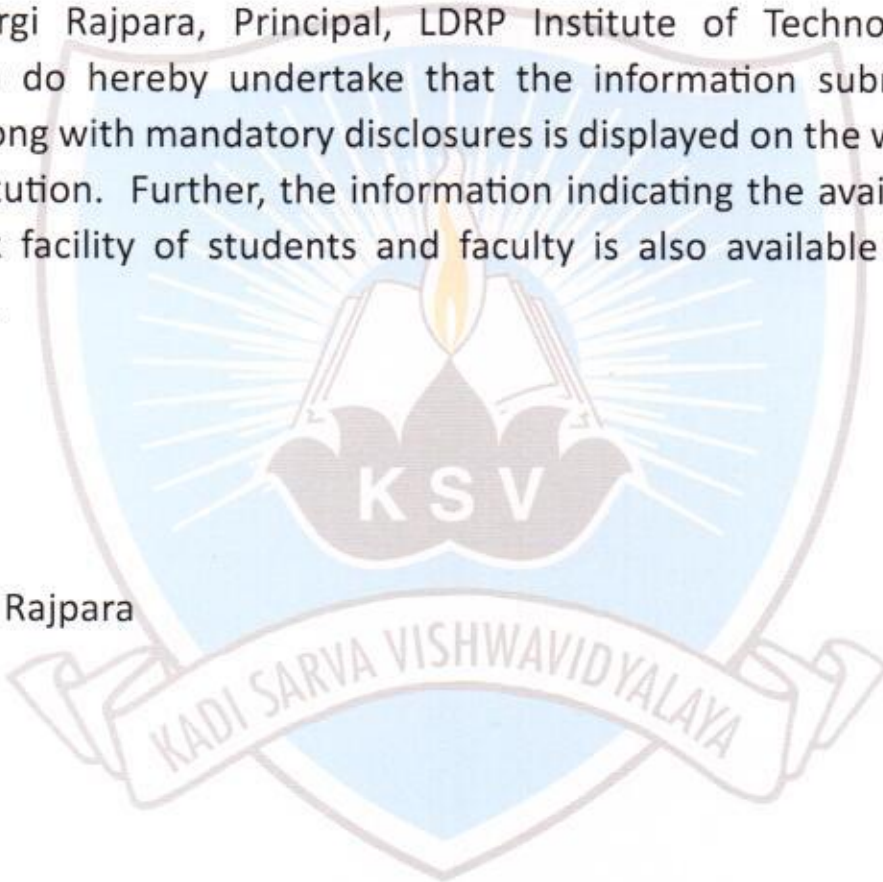 rgi Rajpara, Principal, LDRP Institute of Techno
do hereby undertake that the information subr
ong with mandatory disclosures is displayed on the w
tution. Further, the information indicating the avai
facility of students and faculty is also available
KSV
Rajpara
KADI SARVA VISHWAVIDYALAYA